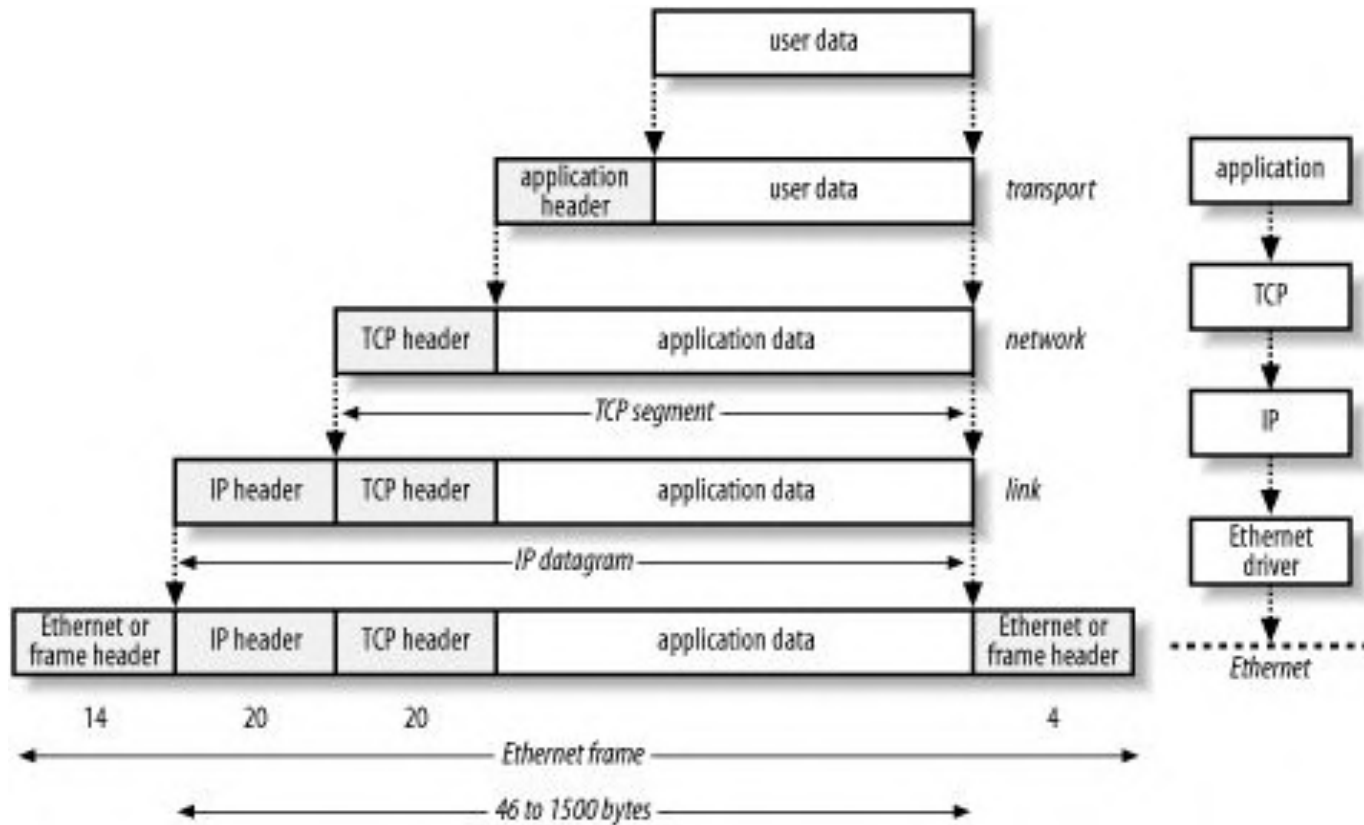 user data
application
header
user data
transport
application
TCP header
application data
network
TCP
TCP segment
IP header
TCP header
application data
link
IP
IP datagram
Ethernet
driver
Ethernet or
frame header
IP header
TCP header
application data
Ethernet or
frame header
Ethernet
14
20
20
4
Ethernet frame
46 to 1500 bytes